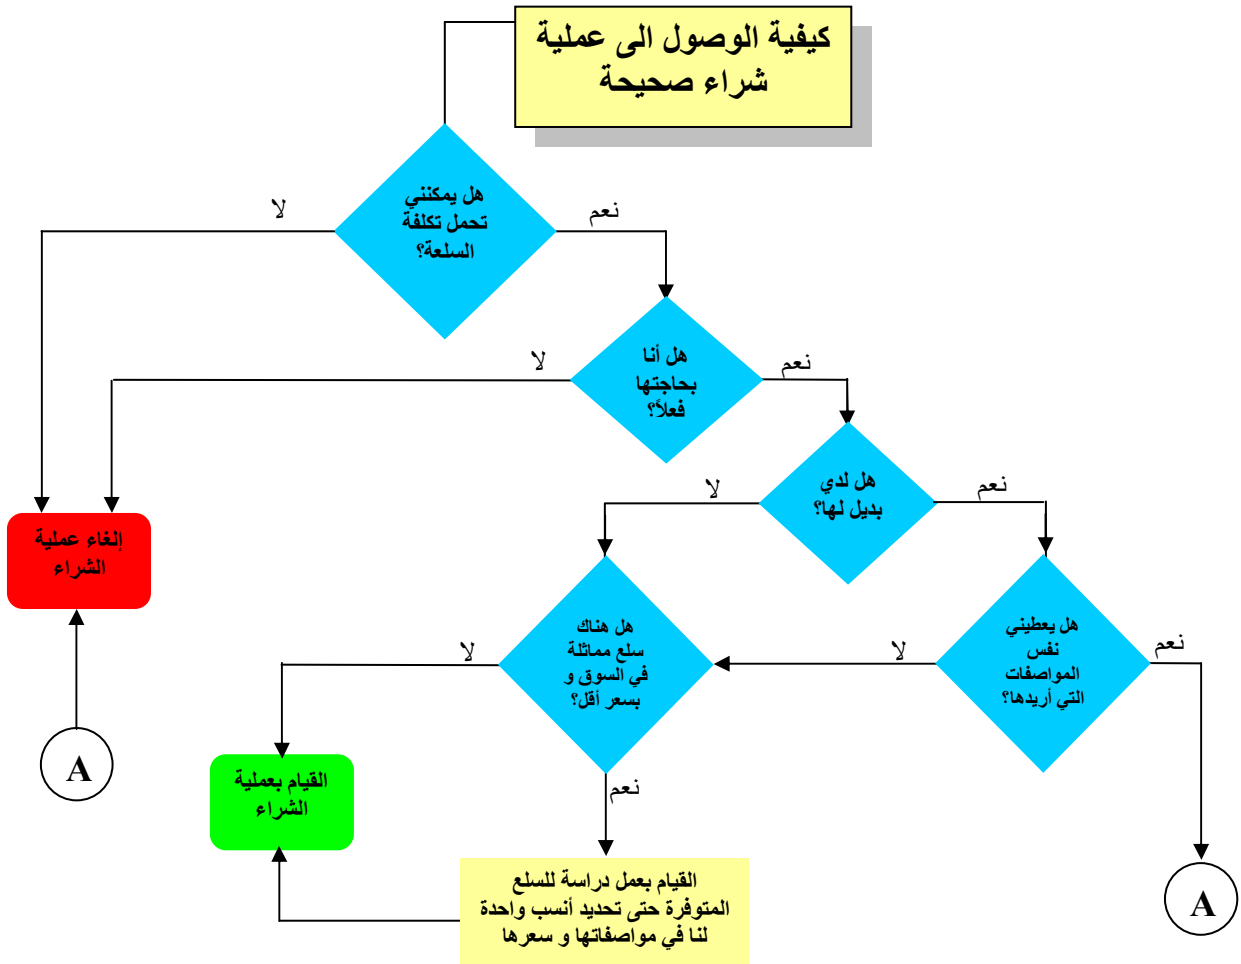 كيفية الوصول الى عملية
شراء صحيحة
هل يمكنني
تحمل تكلفة
السلعة؟
نعم
لا
هل أنا
بحاجتها
فعلاً؟
نعم
لا
هل لدي
بديل لها؟
نعم
لا
إلغاء عملية
الشراء
هل يعطيني
نفس
المواصفات
التي أريدها؟
نعم
لا
هل هناك
سلع مماثلة
في السوق و
بسعر أقل؟
لا
نعم
A
القيام بعملية
الشراء
القيام بعمل دراسة للسلع
المتوفرة حتى تحديد أنسب واحدة
لنا في مواصفاتها و سعرها
A